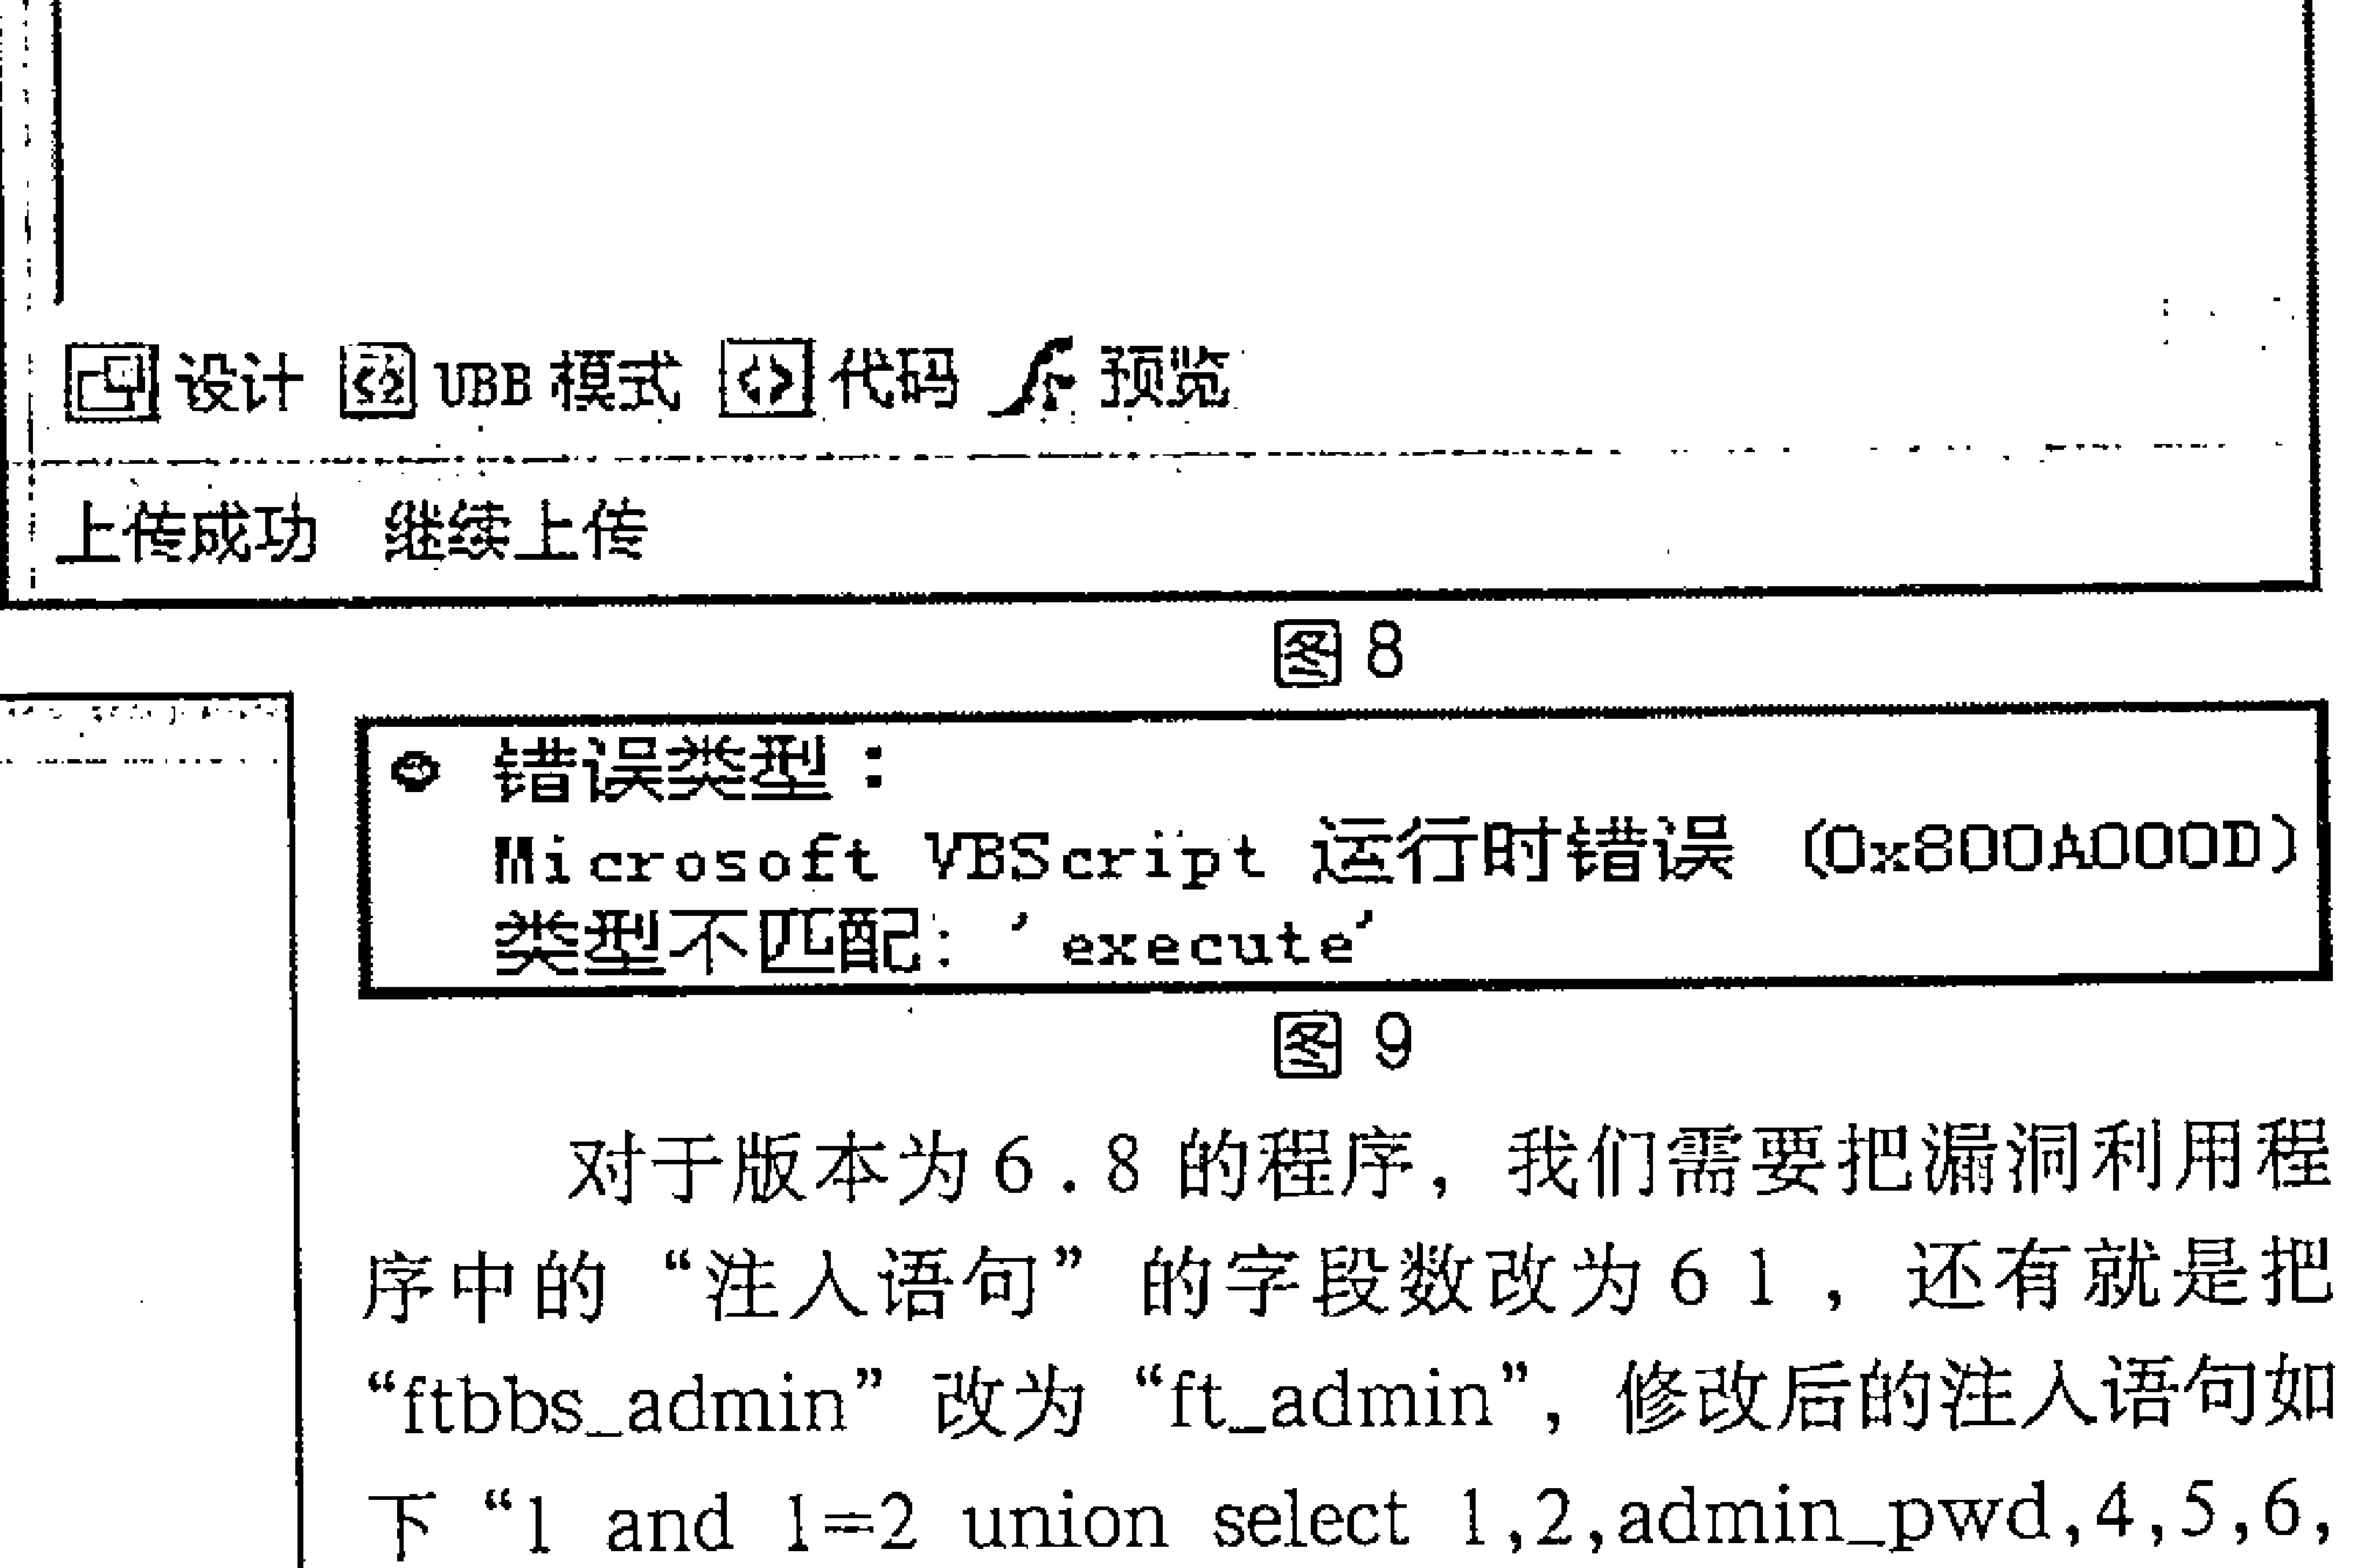 设计 UBB 模式 代码 预览
上传成功 继续上传
图 8
错误类型：
Microsoft VBScript 运行时错误 (0x800A000D)
类型不匹配: 'execute'
图 9
对于版本为 6.8 的程序，我们需要把漏洞利用程
序中的“注入语句”的字段数改为 61，还有就是把
“ftbbs_admin”改为“ft_admin”，修改后的注入语句如
下“1 and 1=2 union select 1,2,admin_pwd,4,5,6,